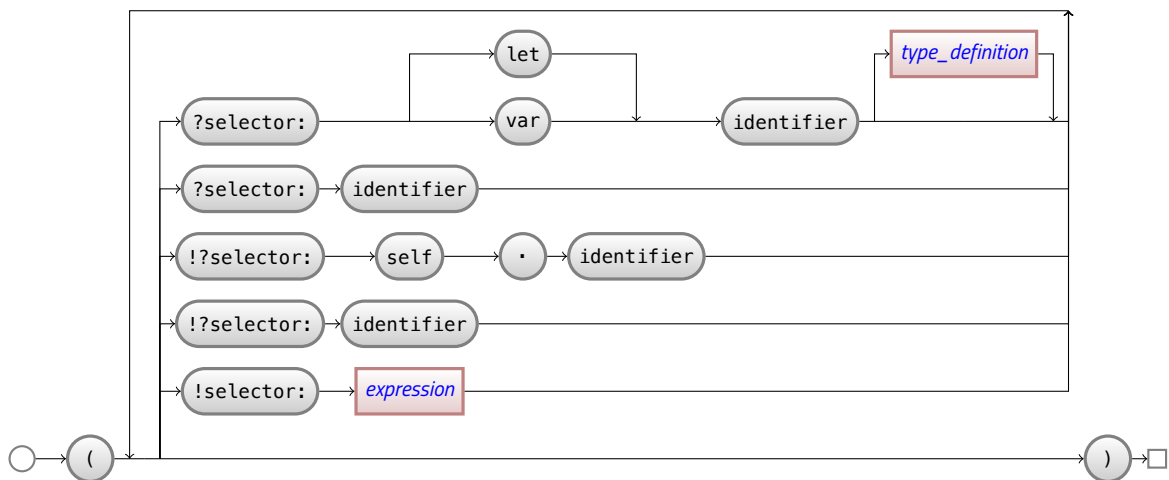 let
type_definition
?selector: var identifier
?selector: identifier
!?selector: self . identifier
!?selector: identifier
!selector: expression
( )